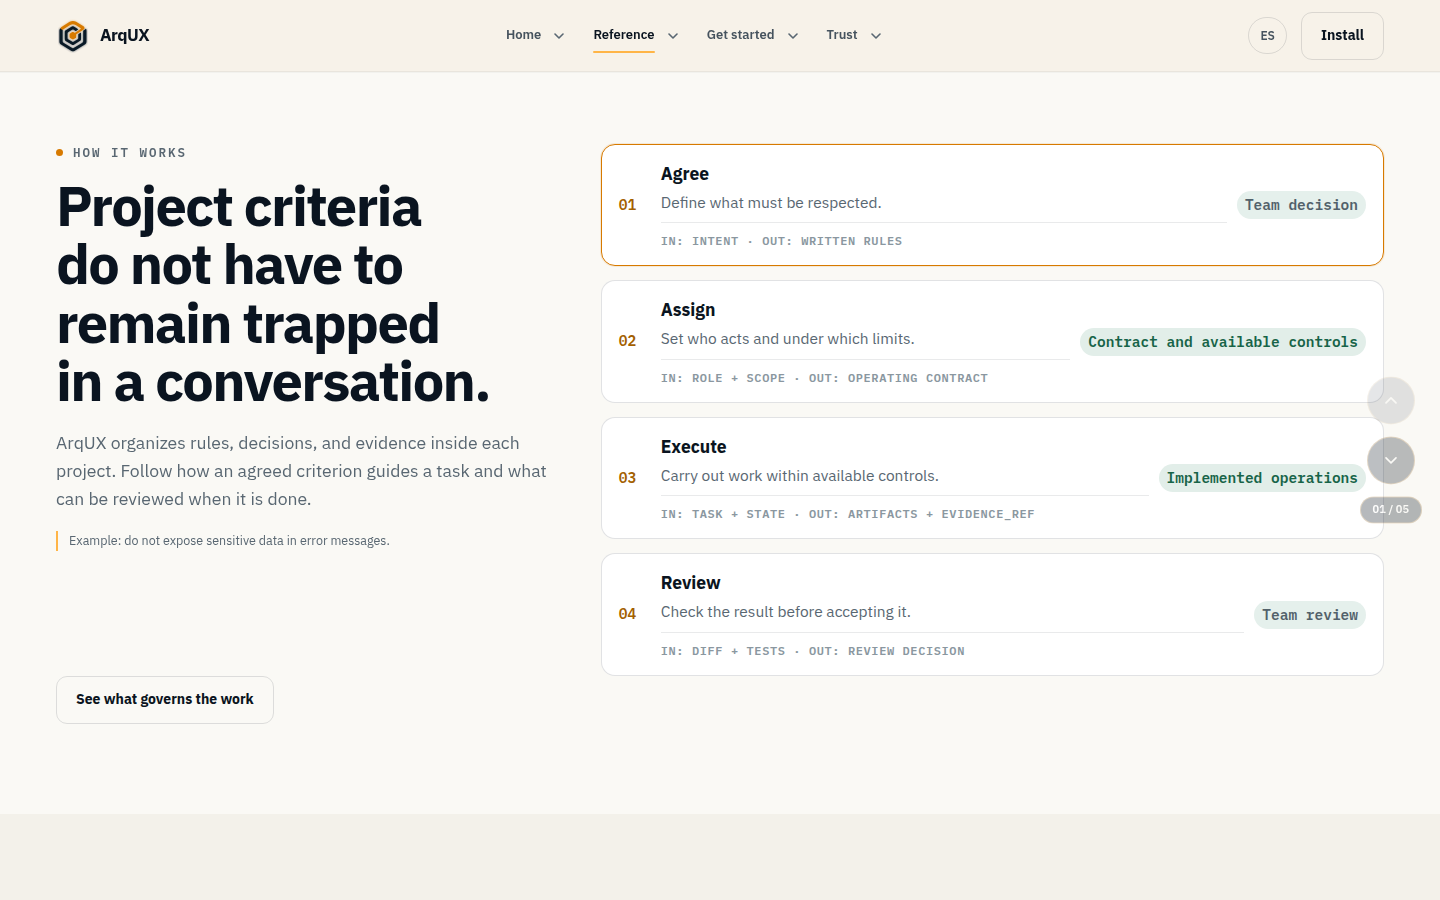 ArqUX
Home
Reference
Get started
Trust
ES
Install
HOW IT WORKS
Project criteria
do not have to
remain trapped
in a conversation.
ArqUX organizes rules, decisions, and evidence inside each
project. Follow how an agreed criterion guides a task and what
can be reviewed when it is done.
Example: do not expose sensitive data in error messages.
See what governs the work
01
Agree
Define what must be respected.
IN: INTENT · OUT: WRITTEN RULES
Team decision
02
Assign
Set who acts and under which limits.
IN: ROLE + SCOPE · OUT: OPERATING CONTRACT
Contract and available controls
03
Execute
Carry out work within available controls.
IN: TASK + STATE · OUT: ARTIFACTS + EVIDENCE_REF
Implemented operations
04
Review
Check the result before accepting it.
IN: DIFF + TESTS · OUT: REVIEW DECISION
Team review
01 / 05